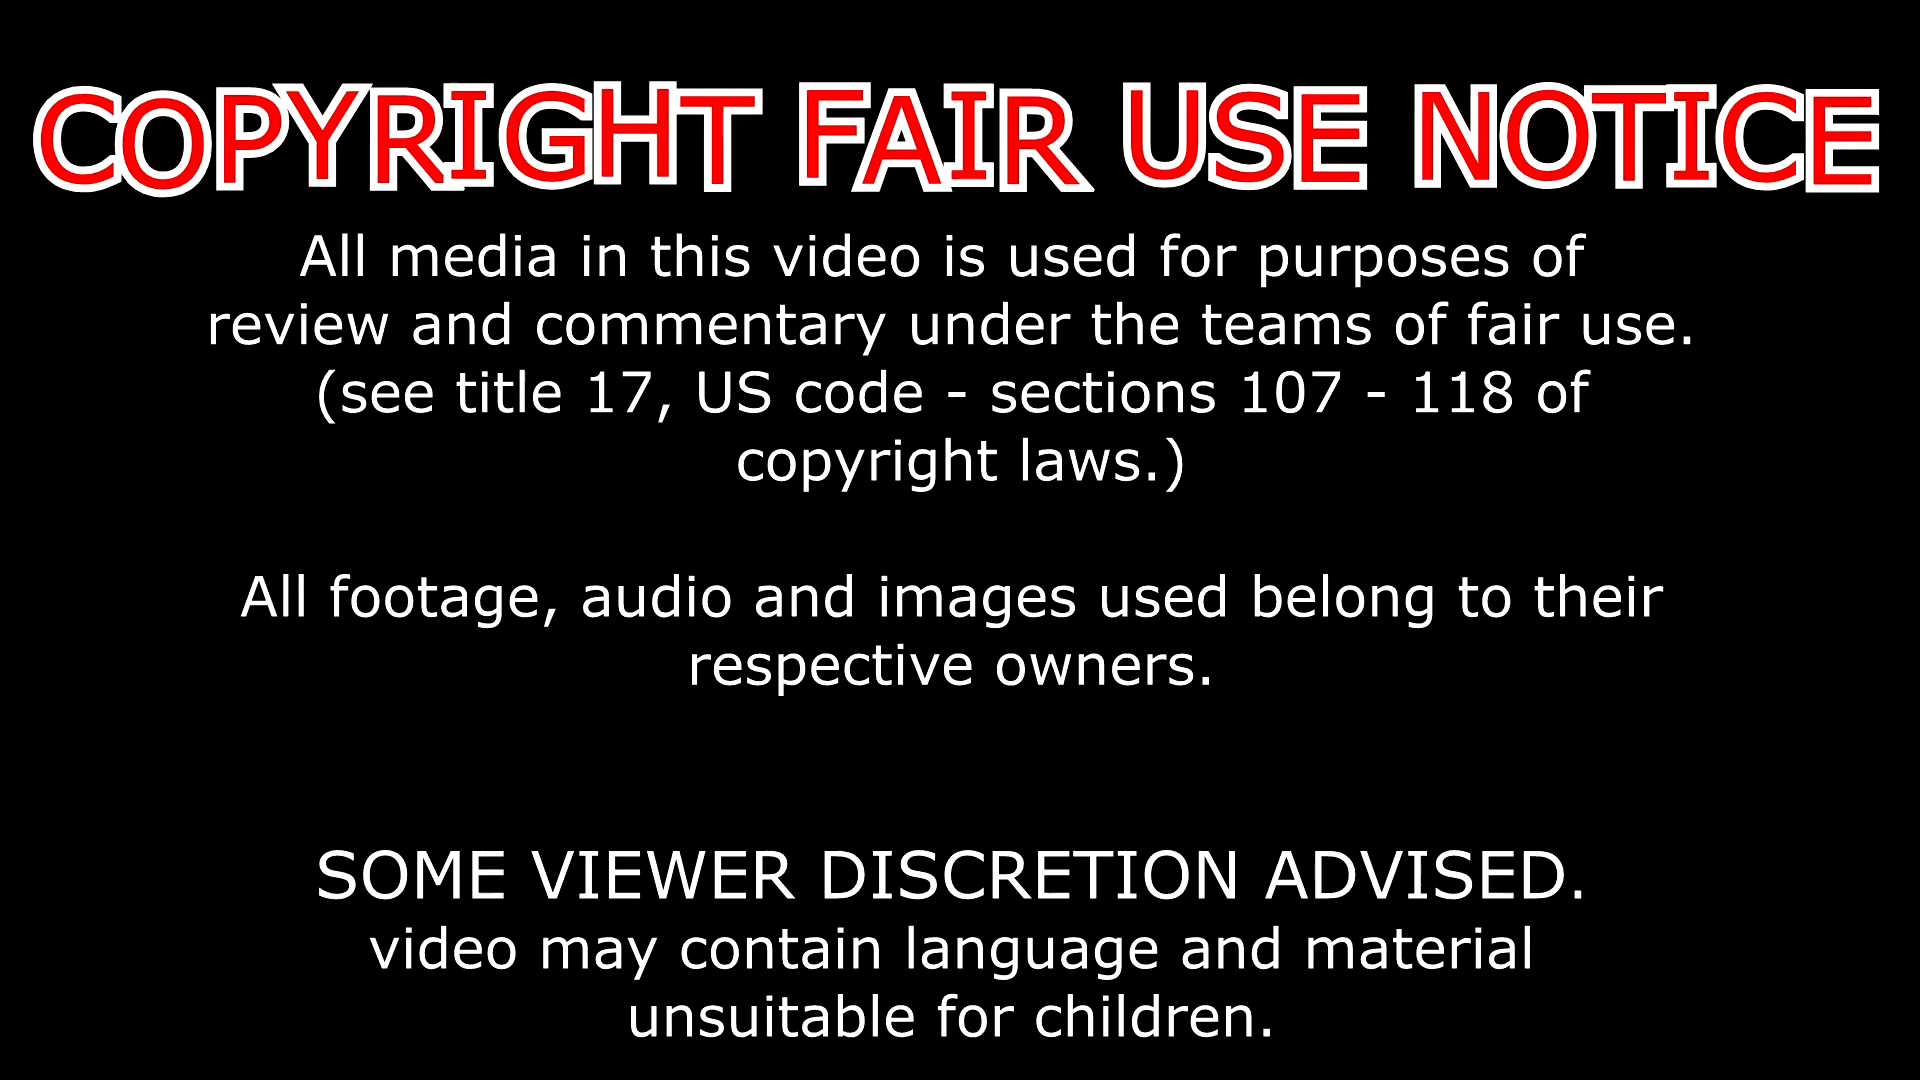 COPYRIGHT FAIR USE NOTICE
All media in this video is used for purposes of
review and commentary under the teams of fair use.
(see title 17, US code - sections 107 - 118 of
copyright laws.)
All footage, audio and images used belong to their
respective owners.
SOME VIEWER DISCRETION ADVISED.
video may contain language and material
unsuitable for children.